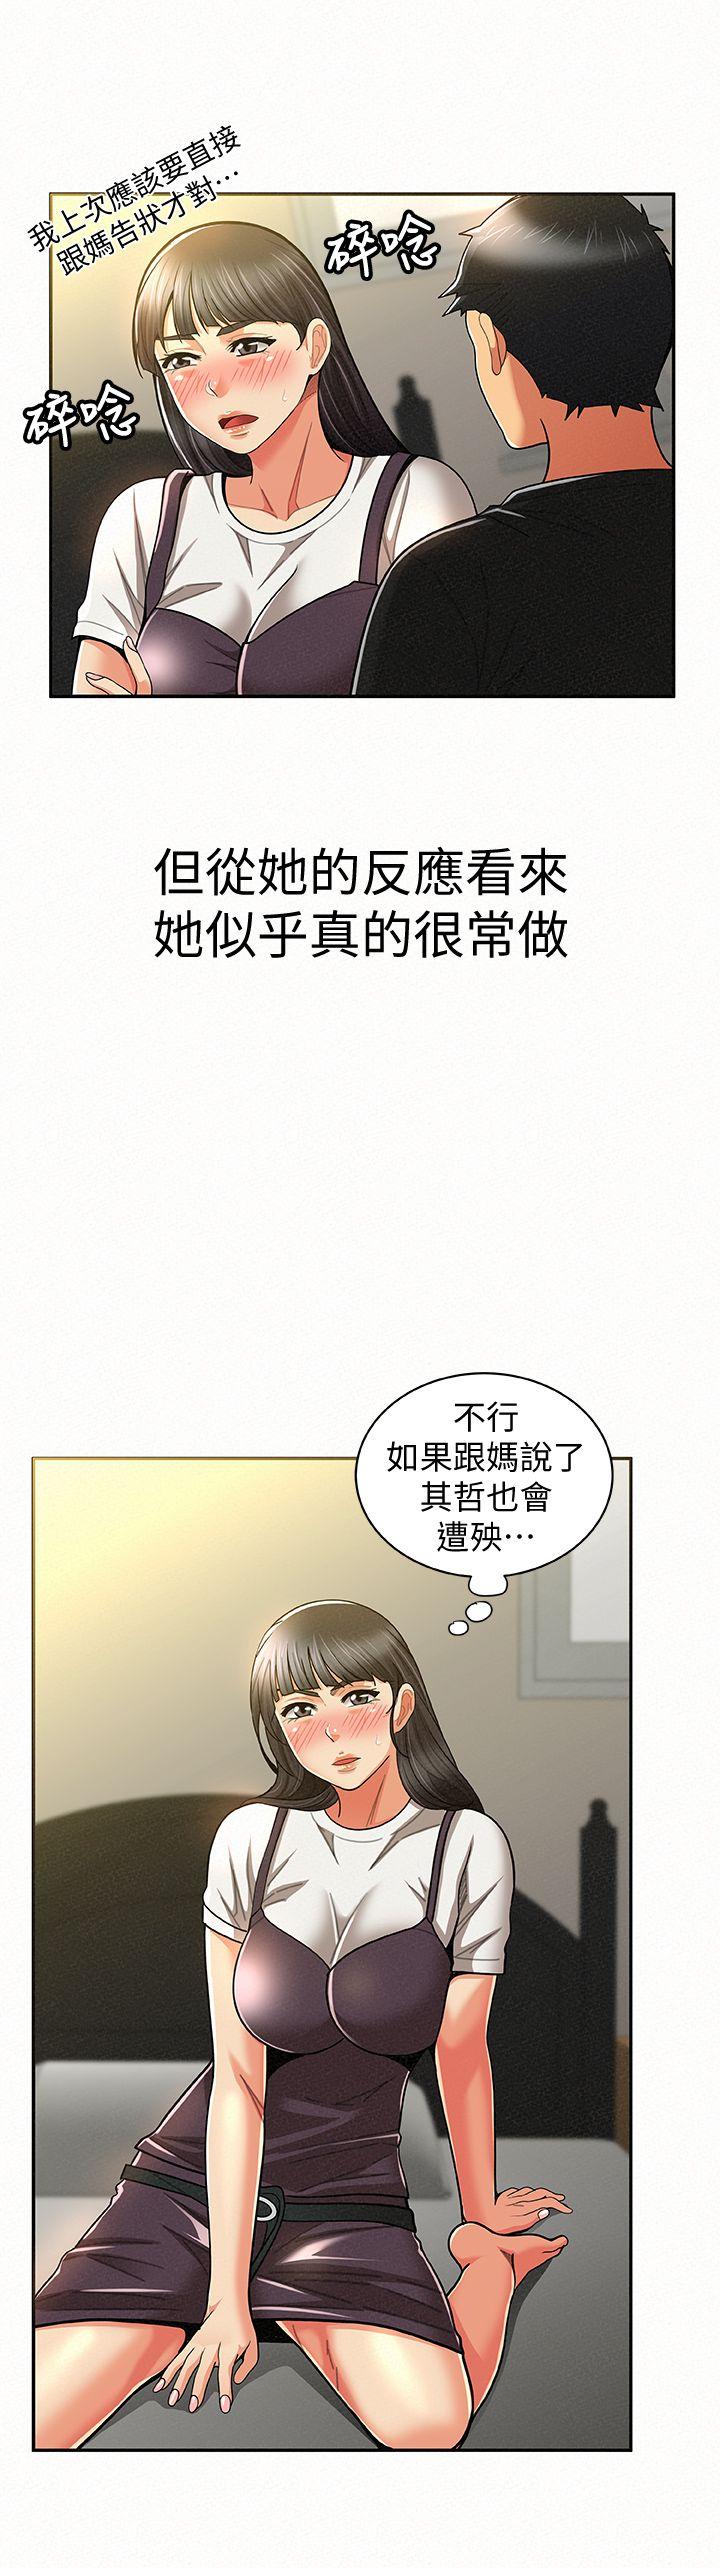 我上次應該要直接
跟媽告狀才對…
碎唸
碎唸
但從她的反應看來
她似乎真的很常做
不行
如果跟媽說了
其哲也會
遭殃…